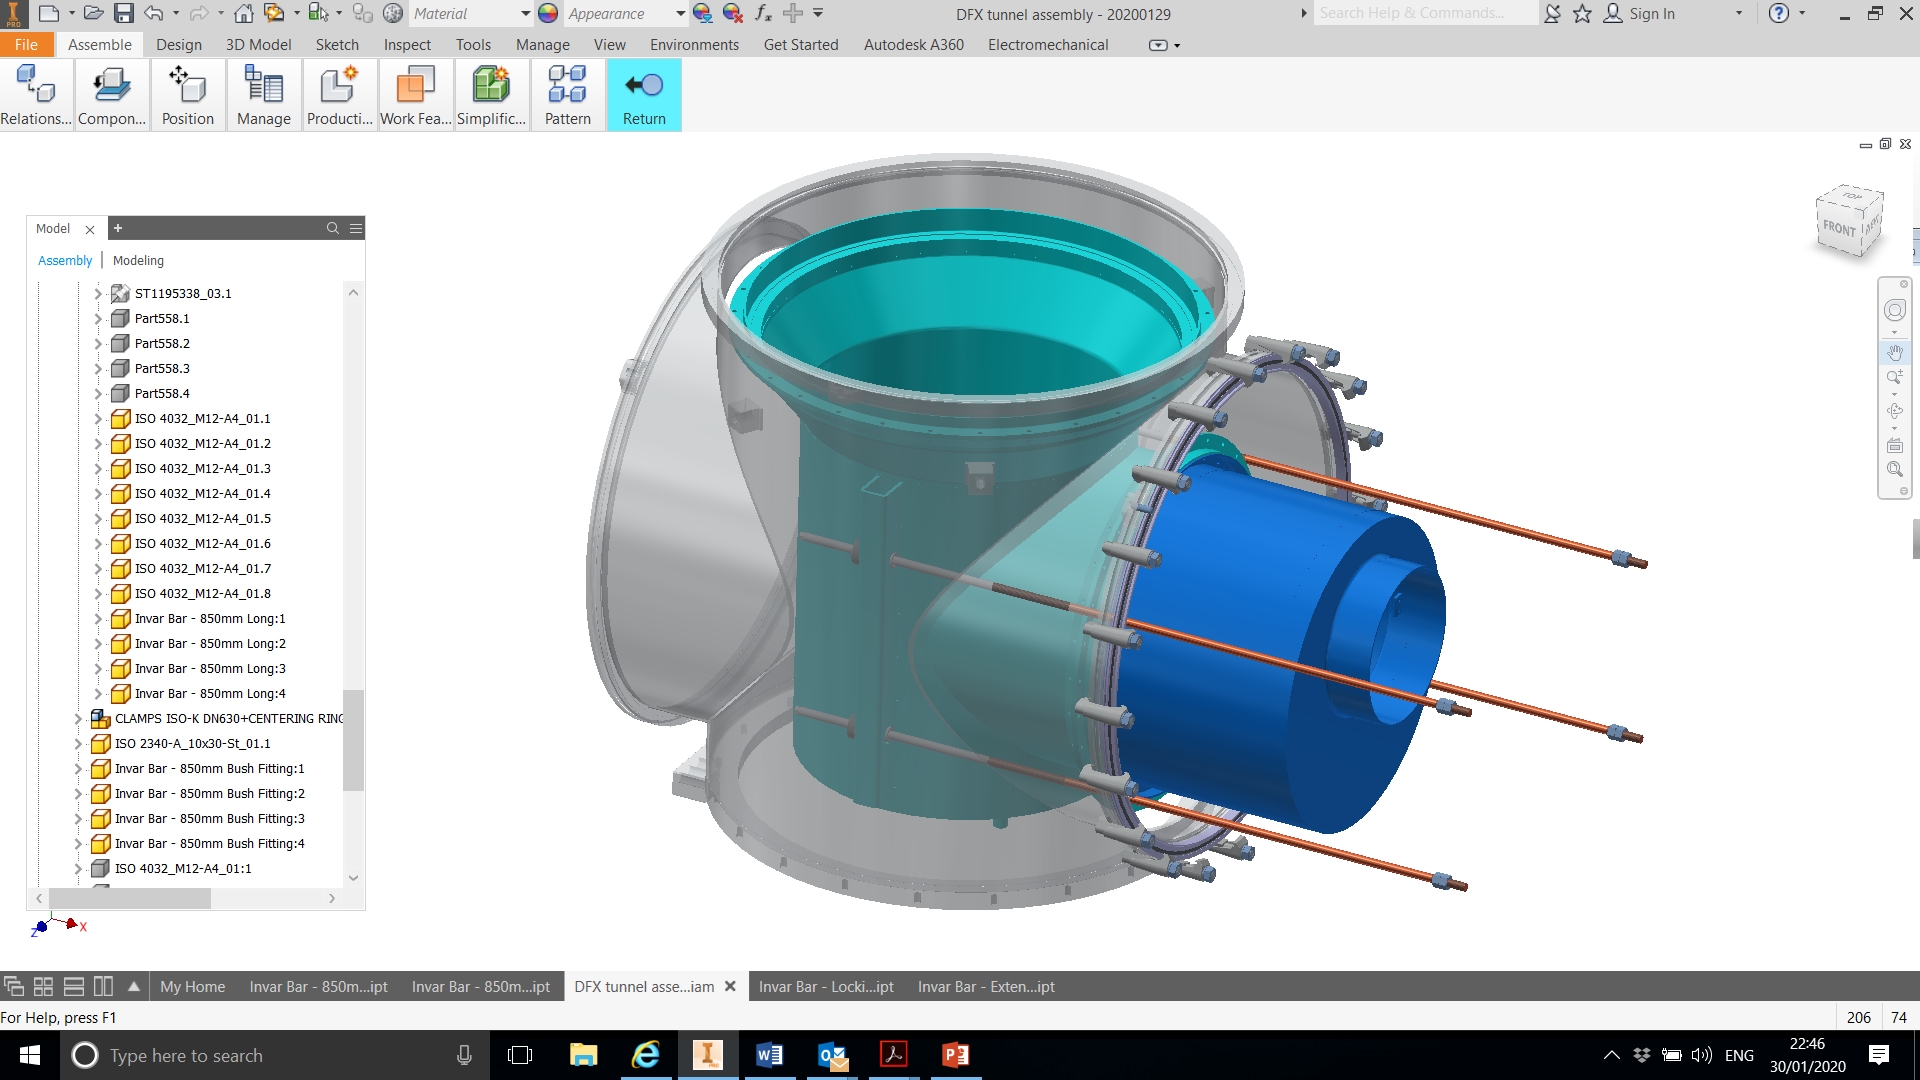 PRO
Material
Appearance
DFX tunnel assembly - 20200129
Search Help & Commands...
Sign In
File
Assemble
Design
3D Model
Sketch
Inspect
Tools
Manage
View
Environments
Get Started
Autodesk A360
Electromechanical
Relations...
Compon...
Position
Manage
Producti...
Work Fea...
Simplific...
Pattern
Return
TOP
FRONT
Model
Assembly
Modeling
ST1195338_03.1
Part558.1
Part558.2
Part558.3
Part558.4
ISO 4032_M12-A4_01.1
ISO 4032_M12-A4_01.2
ISO 4032_M12-A4_01.3
ISO 4032_M12-A4_01.4
ISO 4032_M12-A4_01.5
ISO 4032_M12-A4_01.6
ISO 4032_M12-A4_01.7
ISO 4032_M12-A4_01.8
Invar Bar - 850mm Long:1
Invar Bar - 850mm Long:2
Invar Bar - 850mm Long:3
Invar Bar - 850mm Long:4
CLAMPS ISO-K DN630+CENTERING RING
ISO 2340-A_10x30-St_01.1
Invar Bar - 850mm Bush Fitting:1
Invar Bar - 850mm Bush Fitting:2
Invar Bar - 850mm Bush Fitting:3
Invar Bar - 850mm Bush Fitting:4
ISO 4032_M12-A4_01:1
Z
X
My Home
Invar Bar - 850m...ipt
Invar Bar - 850m...ipt
DFX tunnel asse...iam
Invar Bar - Locki...ipt
Invar Bar - Exten...ipt
For Help, press F1
206
74
Type here to search
PRO
ENG
22:46
30/01/2020